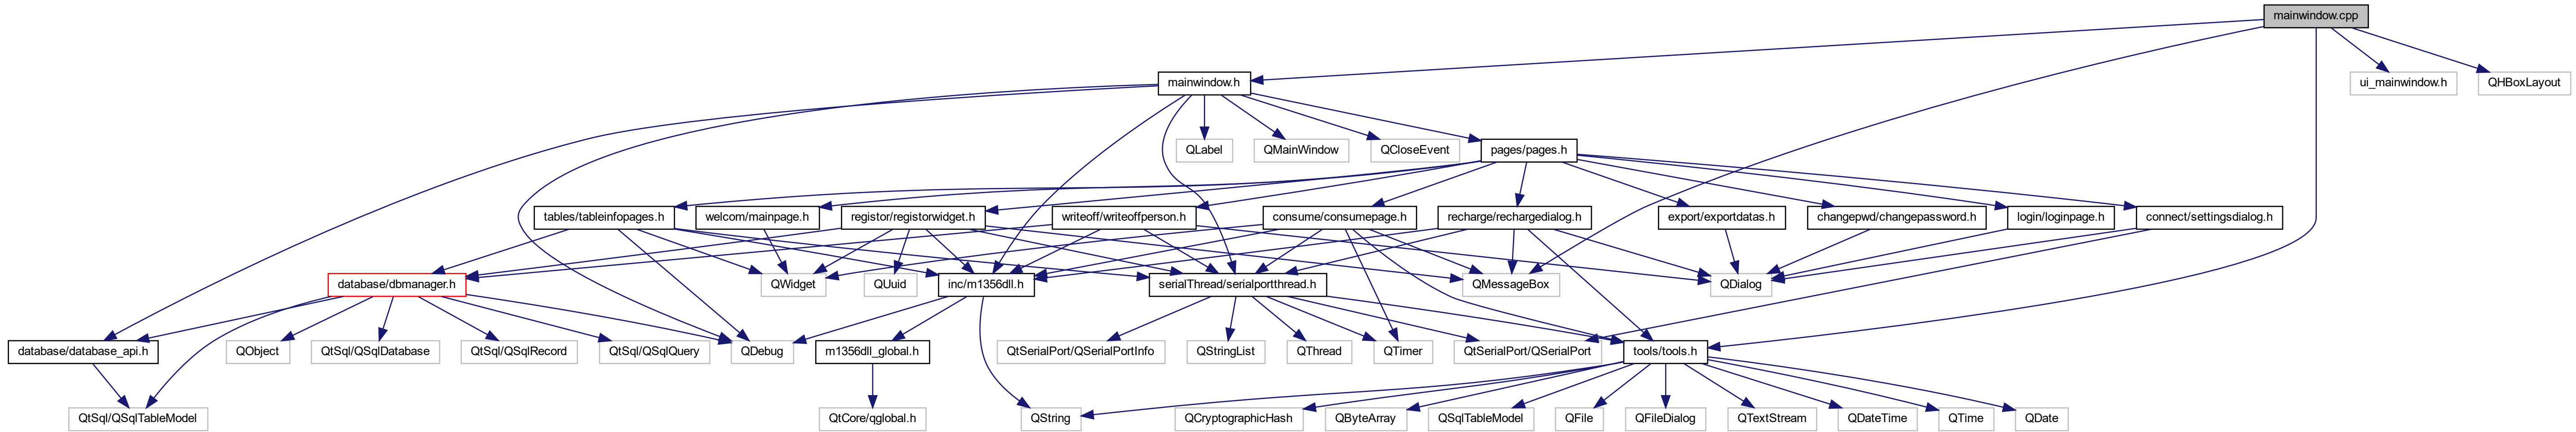 mainwindow.cpp
mainwindow.h
ui_mainwindow.h
QHBoxLayout
QLabel
QMainWindow
QCloseEvent
pages/pages.h
tables/tableinfopages.h
welcom/mainpage.h
registor/registorwidget.h
writeoff/writeoffperson.h
consume/consumepage.h
recharge/rechargedialog.h
export/exportdatas.h
changepwd/changepassword.h
login/loginpage.h
connect/settingsdialog.h
database/dbmanager.h
QWidget
QUuid
inc/m1356dll.h
serialThread/serialportthread.h
QMessageBox
QDialog
database/database_api.h
QObject
QtSql/QSqlDatabase
QtSql/QSqlRecord
QtSql/QSqlQuery
QDebug
m1356dll_global.h
QtSerialPort/QSerialPortInfo
QStringList
QThread
QTimer
QtSerialPort/QSerialPort
tools/tools.h
QtSql/QSqlTableModel
QtCore/qglobal.h
QString
QCryptographicHash
QByteArray
QSqlTableModel
QFile
QFileDialog
QTextStream
QDateTime
QTime
QDate